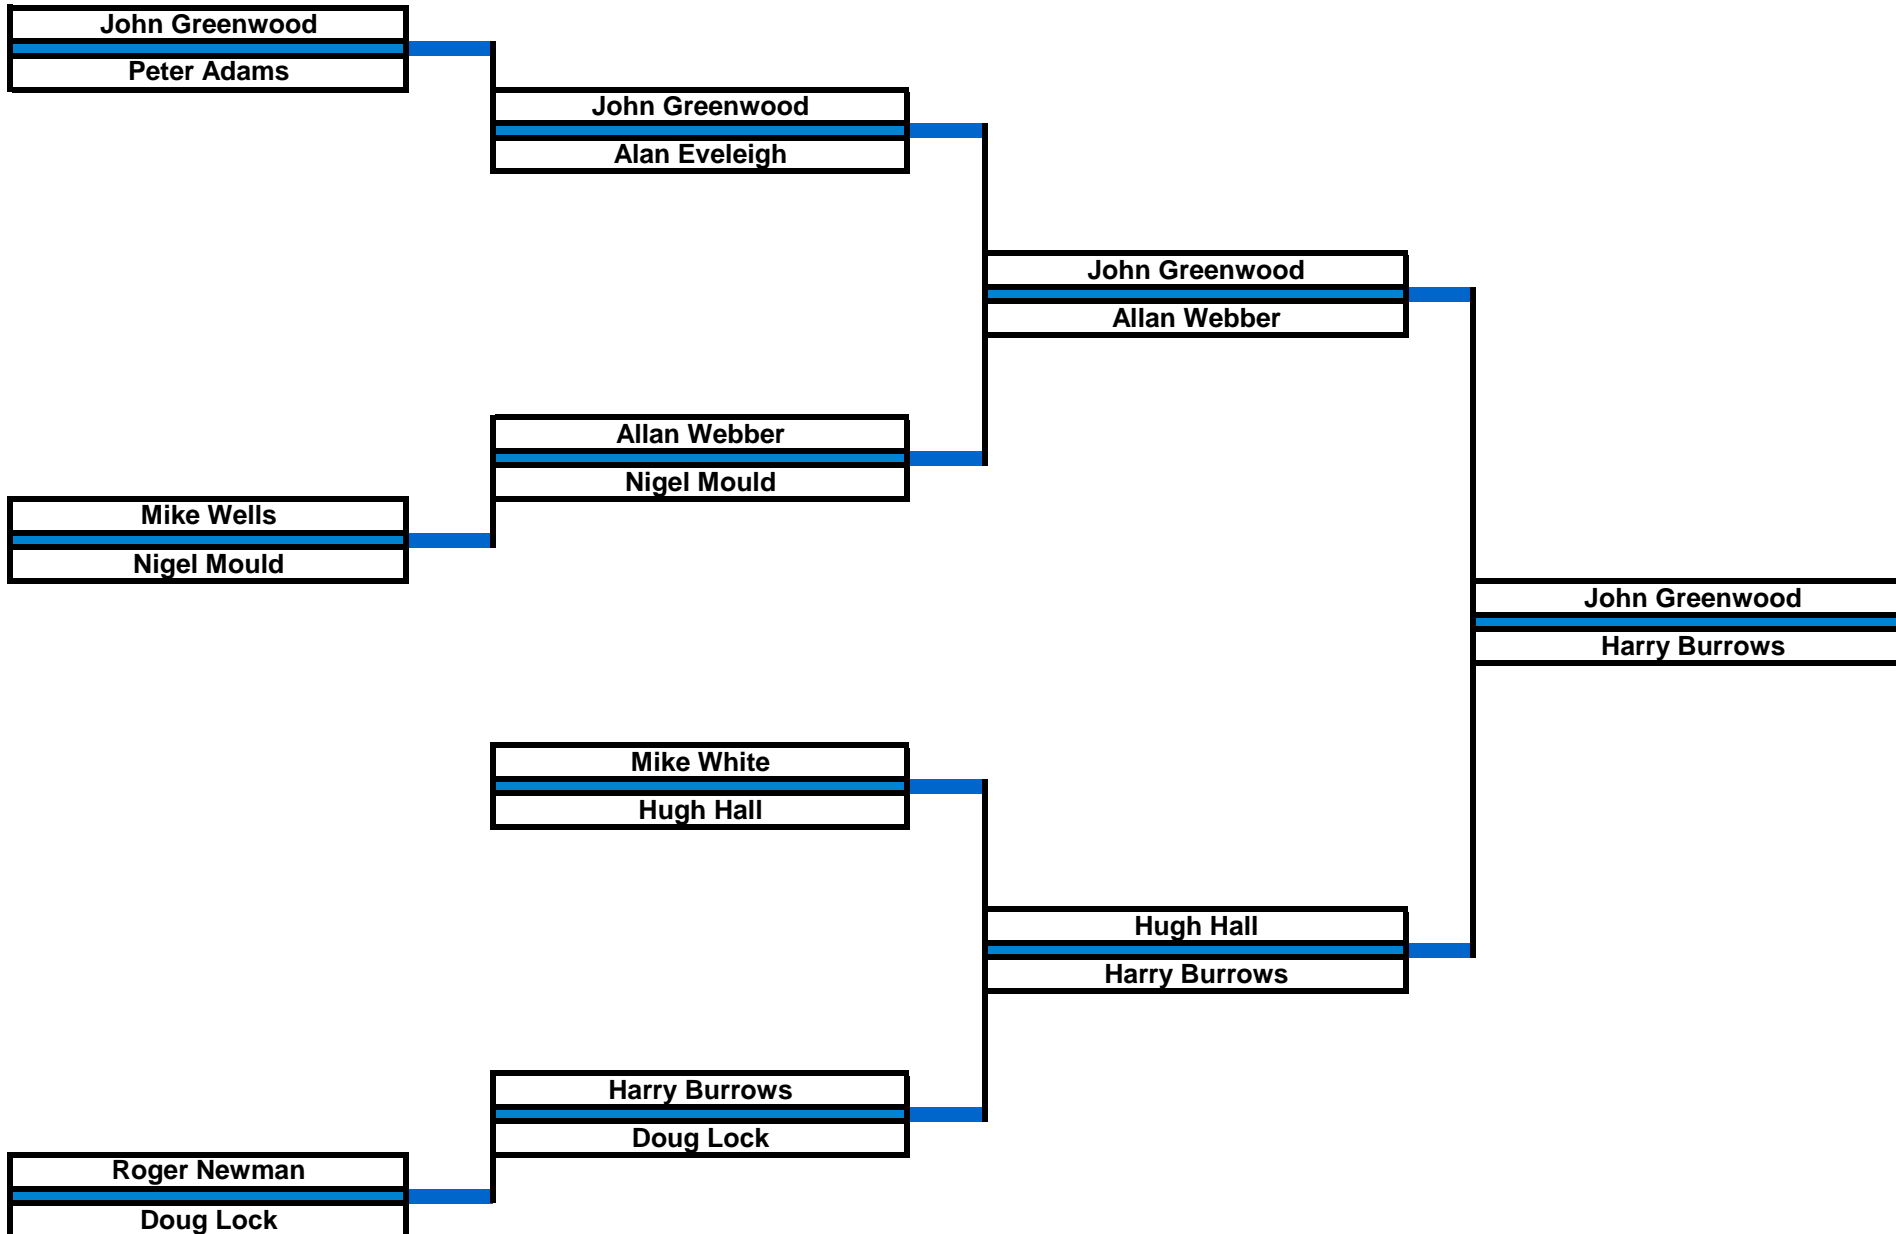 John Greenwood
Peter Adams
John Greenwood
Alan Eveleigh
John Greenwood
Allan Webber
Allan Webber
Nigel Mould
Mike Wells
Nigel Mould
John Greenwood
Harry Burrows
Mike White
Hugh Hall
Hugh Hall
Harry Burrows
Harry Burrows
Doug Lock
Roger Newman
Doug Lock